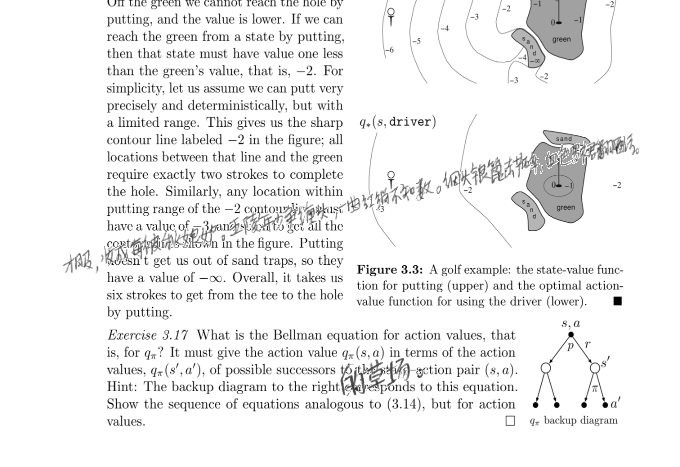 Off the green we cannot reach the hole by
putting, and the value is lower. If we can
reach the green from a state by putting,
then that state must have value one less
than the green's value, that is, −2. For
simplicity, let us assume we can putt very
precisely and deterministically, but with
a limited range. This gives us the sharp
contour line labeled −2 in the figure; all
locations between that line and the green
require exactly two strokes to complete
the hole. Similarly, any location within
putting range of the −2 contour line must
have a value of −3, and so on to get all the
contour lines shown in the figure. Putting
doesn't get us out of sand traps, so they
have a value of −∞. Overall, it takes us
six strokes to get from the tee to the hole
by putting.
−6
−5
−4
−3
−2
−1
0
−1
−2
green
sand
−4
−∞
−3
−2
q*(s, driver)
−3
−2
sand
0
−1
−2
sand
green
的堂场。
Figure 3.3: A golf example: the state-value func-
tion for putting (upper) and the optimal action-
value function for using the driver (lower). ■
Exercise 3.17 What is the Bellman equation for action values, that
is, for qπ? It must give the action value qπ(s, a) in terms of the action
values, qπ(s′, a′), of possible successors to the state–action pair (s, a).
Hint: The backup diagram to the right corresponds to this equation.
Show the sequence of equations analogous to (3.14), but for action
values. □
s, a
p
r
s′
π
a′
qπ backup diagram